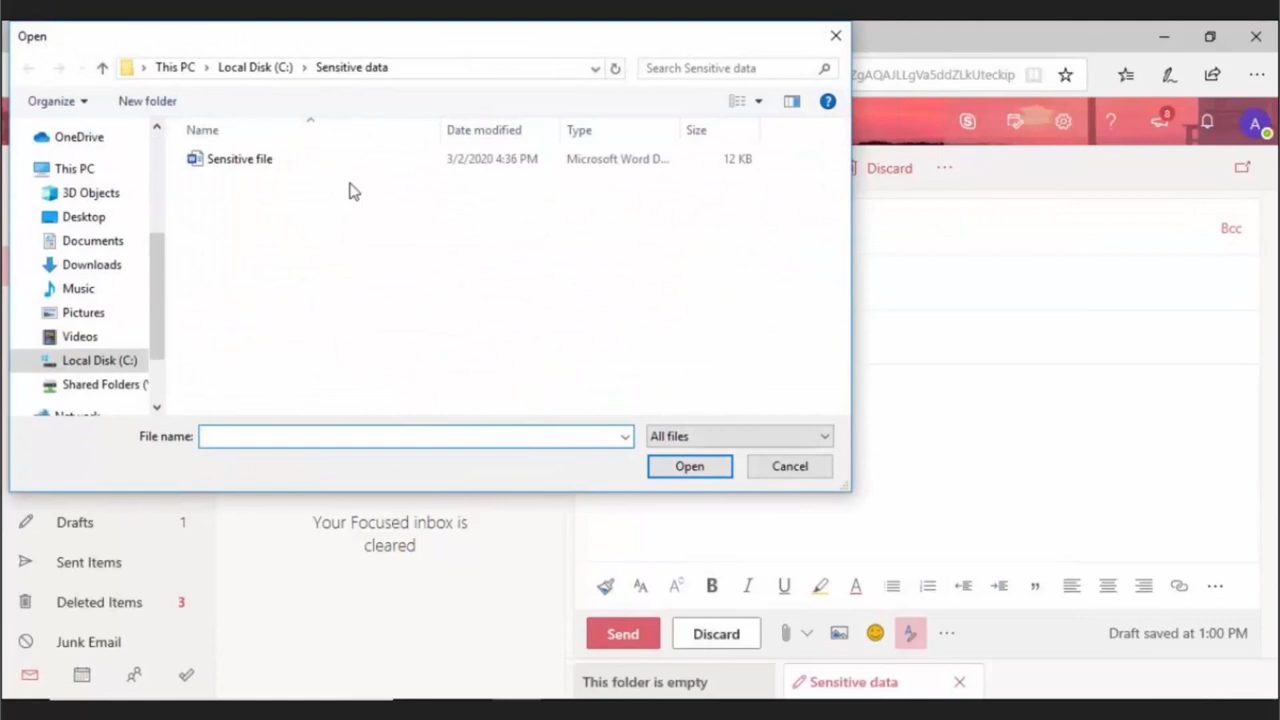 Open
This PC
Local Disk (C:)
Sensitive data
Search Sensitive data
ZgAQAJLLgVa5ddZLkUteckip
Organize
New folder
OneDrive
This PC
3D Objects
Desktop
Documents
Downloads
Music
Pictures
Videos
Local Disk (C:)
Shared Folders (
Name
Date modified
Type
Size
Sensitive file
3/2/2020 4:36 PM
Microsoft Word D...
12 KB
File name:
All files
Open
Cancel
8
A
Discard
Bcc
Drafts 1
Sent Items
Deleted Items 3
Junk Email
Your Focused inbox is
cleared
Send
Discard
Draft saved at 1:00 PM
This folder is empty
Sensitive data